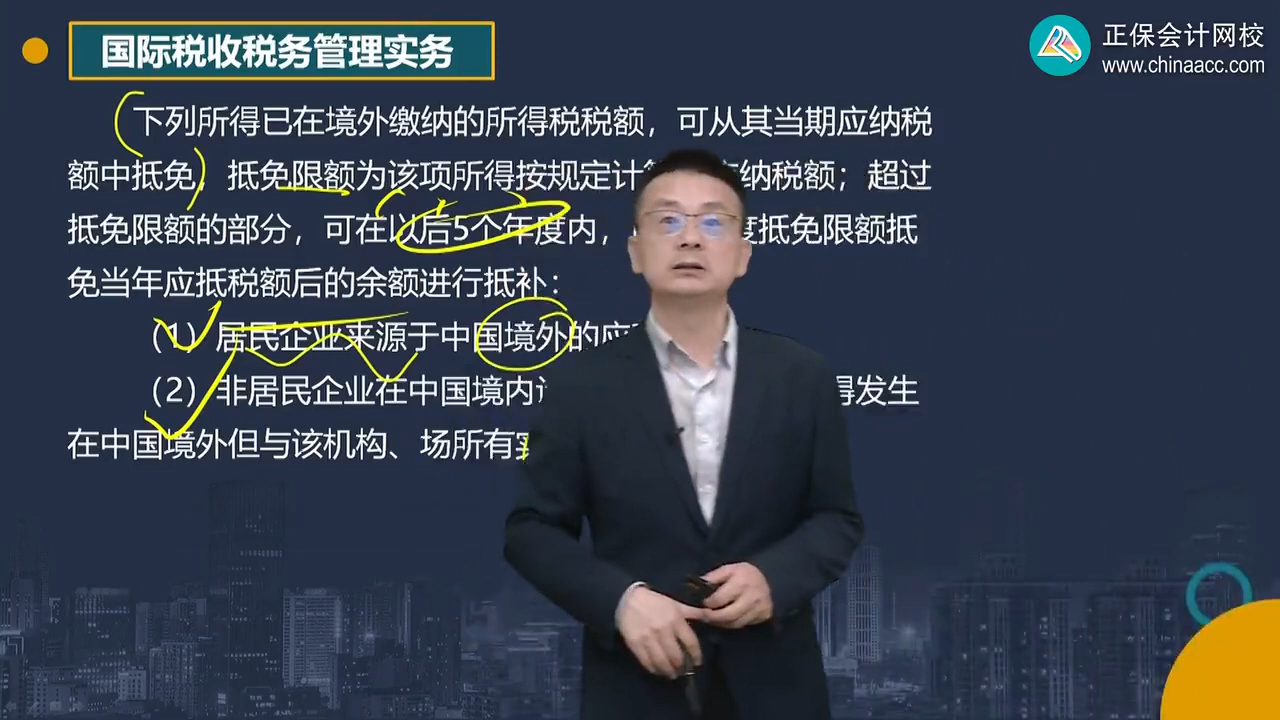 国际税收税务管理实务
正保会计网校
www.chinaacc.com
下列所得已在境外缴纳的所得税税额，可从其当期应纳税
额中抵免，抵免限额为该项所得按规定计 纳税额；超过
抵免限额的部分，可在以后5个年度内， 度抵免限额抵
免当年应抵税额后的余额进行抵补：
（1）居民企业来源于中国境外的应
（2）非居民企业在中国境内 得发生
在中国境外但与该机构、场所有实